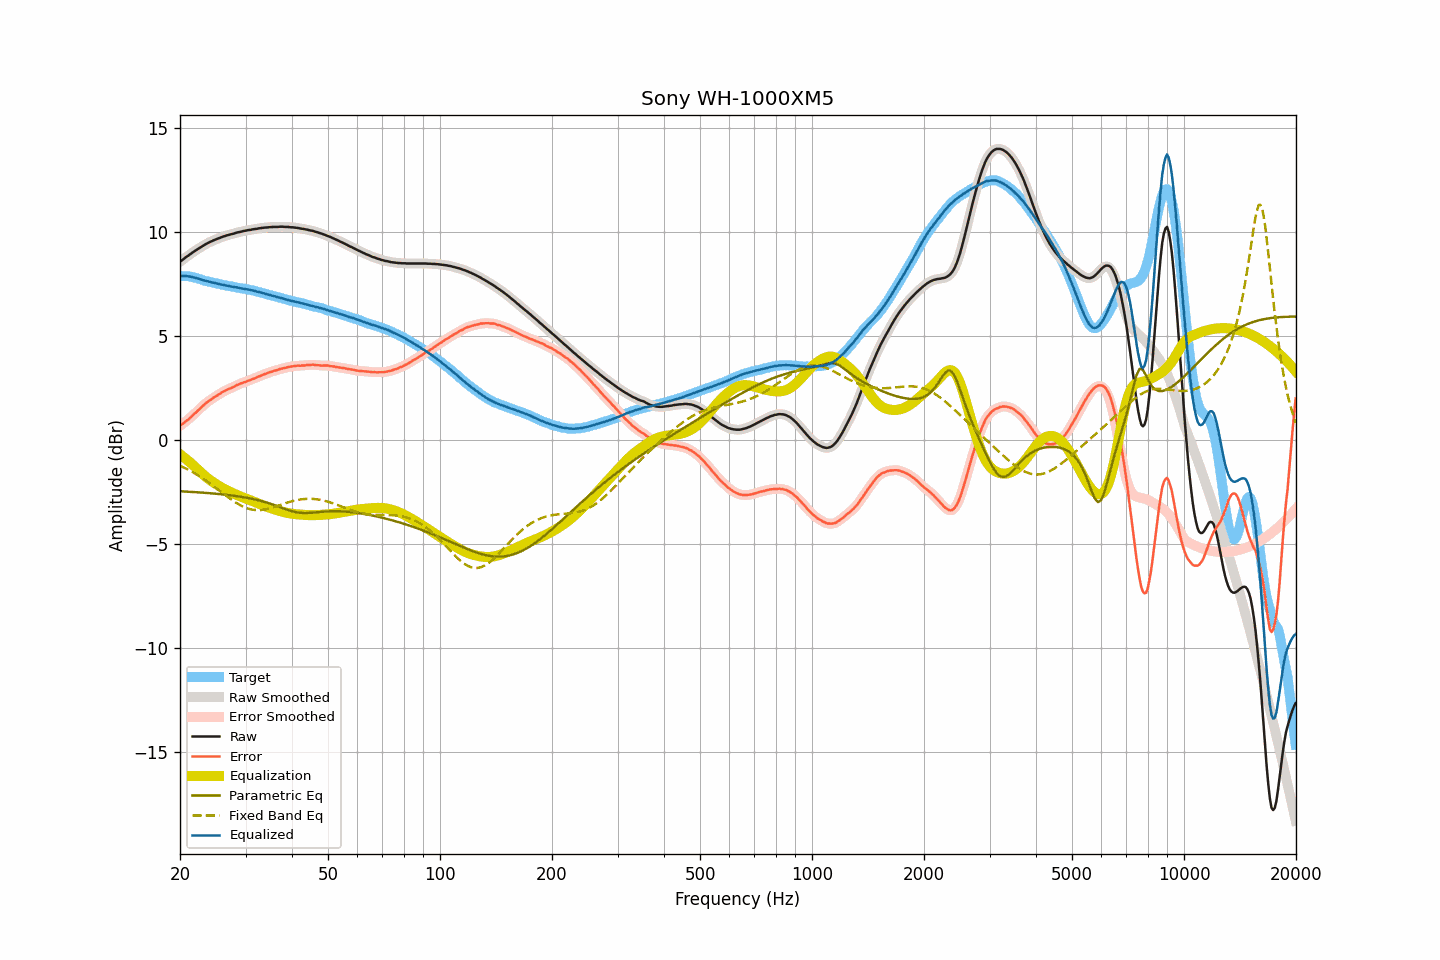 Sony WH-1000XM5
15
10
5
0
−5
−10
−15
Amplitude (dBr)
Target
Raw Smoothed
Error Smoothed
Raw
Error
Equalization
Parametric Eq
Fixed Band Eq
Equalized
20 50 100 200 500 1000 2000 5000 10000 20000
Frequency (Hz)